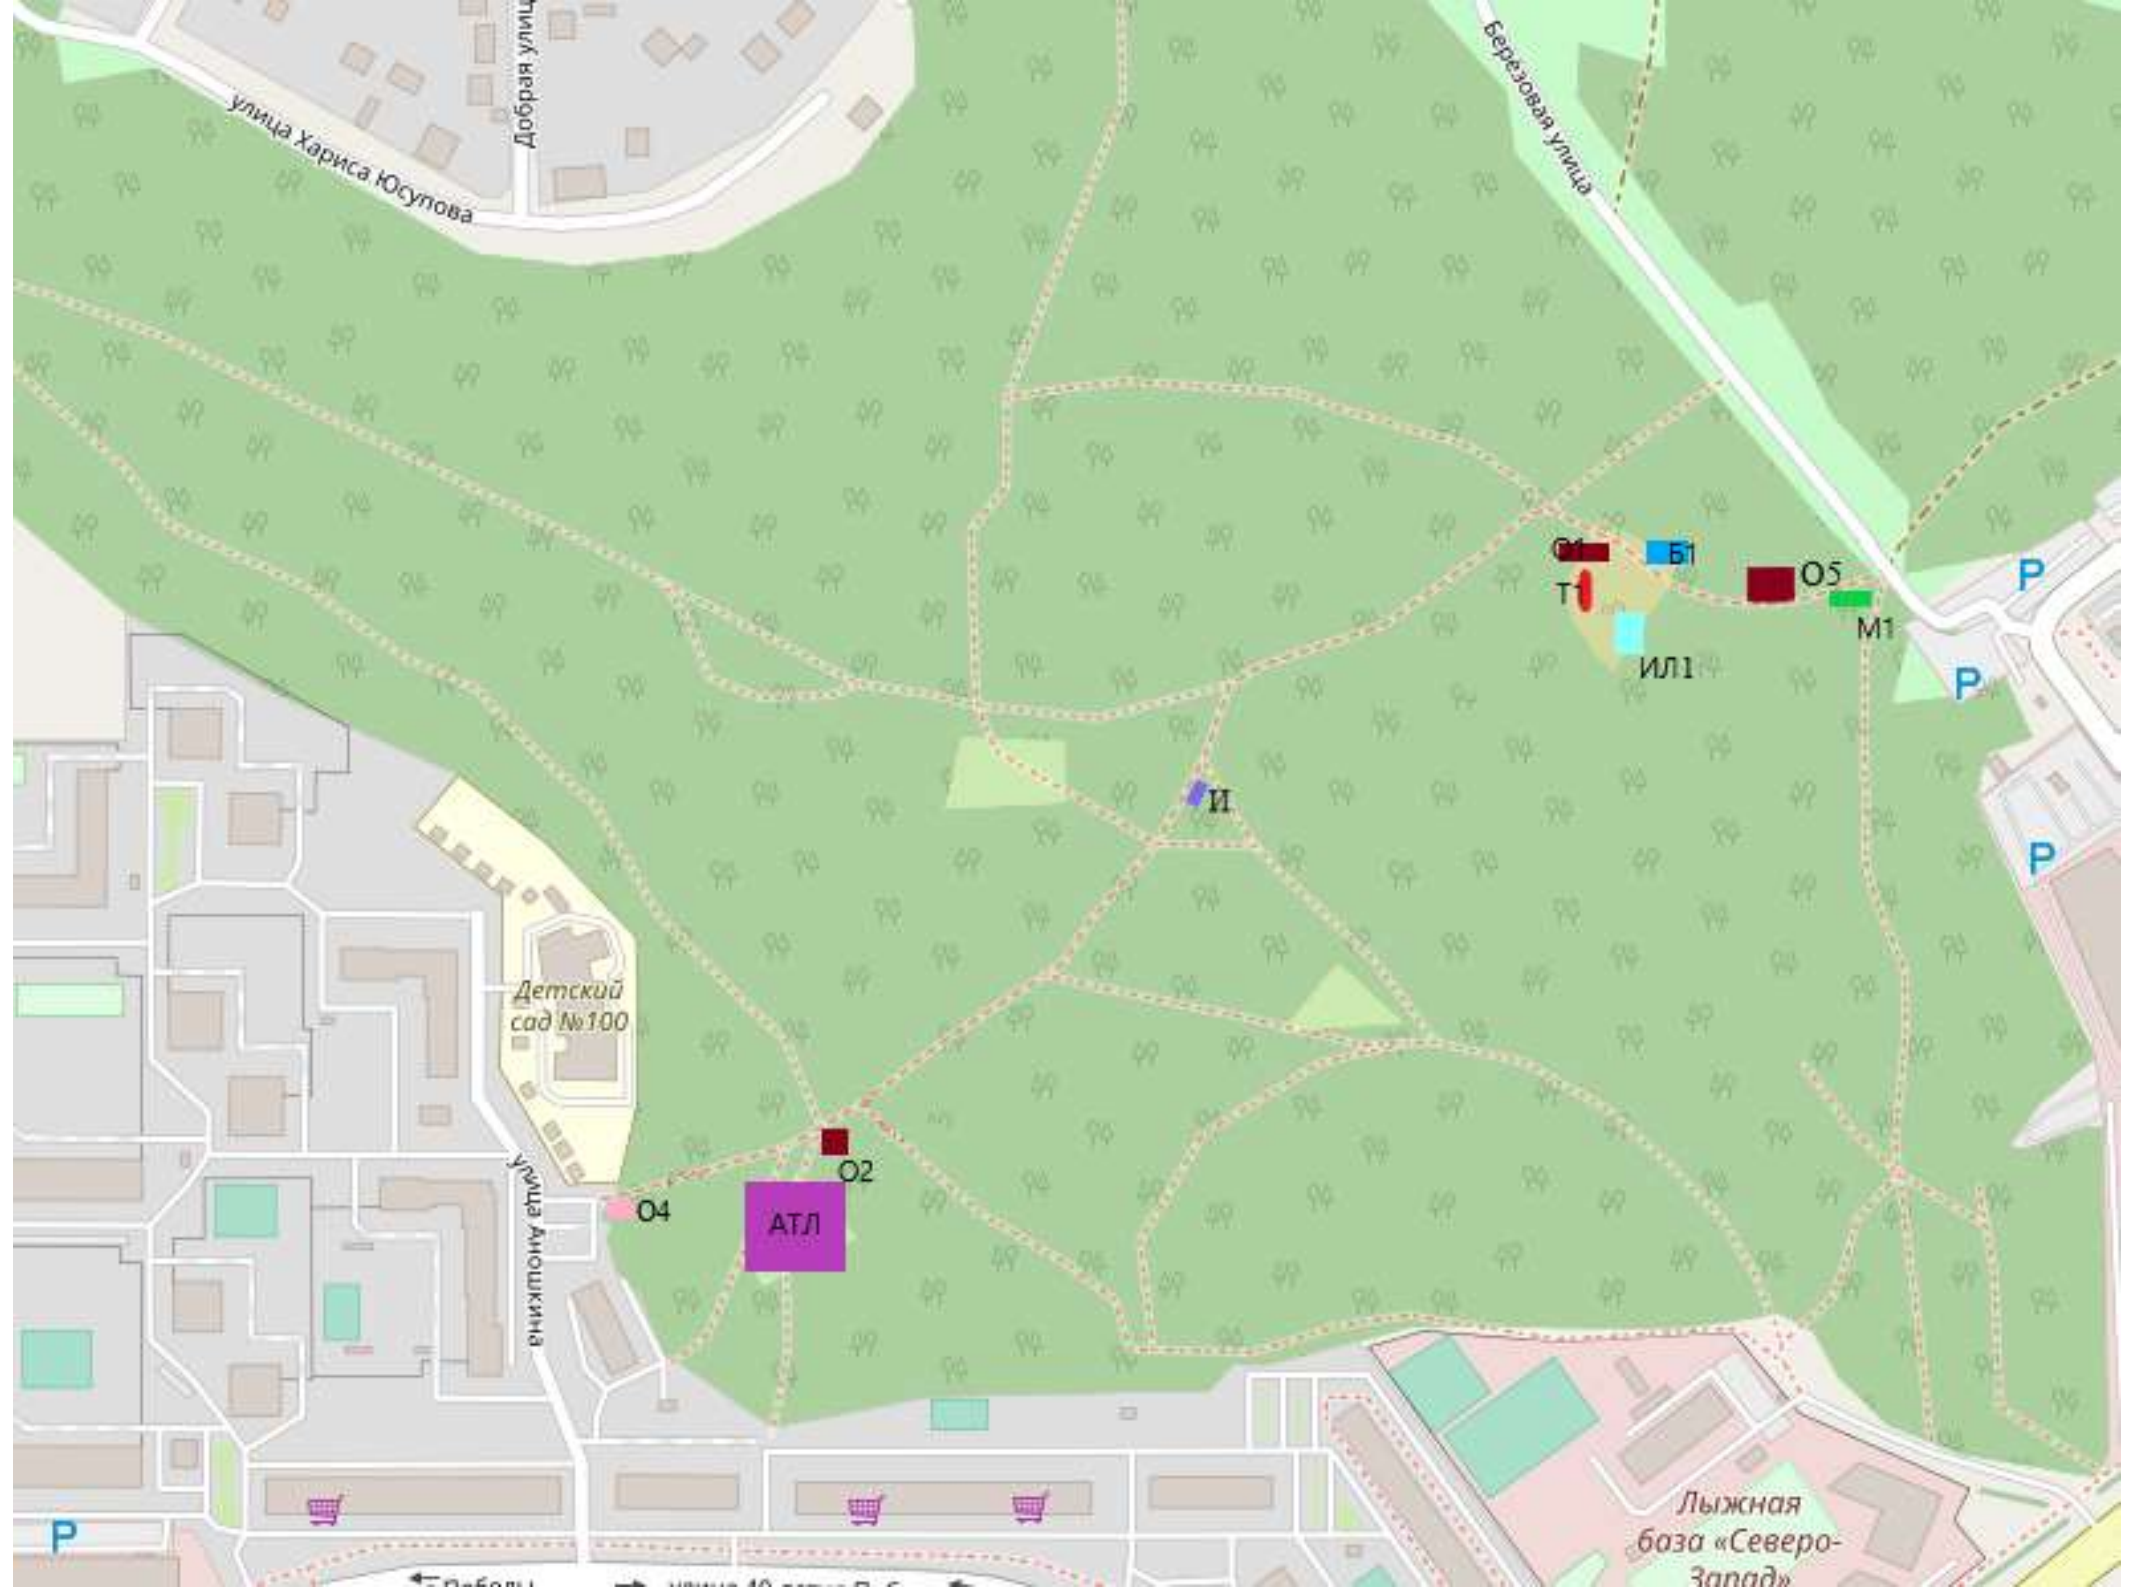 улица Хариса Юсупова
Добрая улиц
Березовая улица
О1
Б1
Т1
О5
М1
ИЛ1
P
P
P
И
Детский
сад №100
О2
О4
АТЛ
улица Аношкина
P
Лыжная
база «Северо-
Запад»